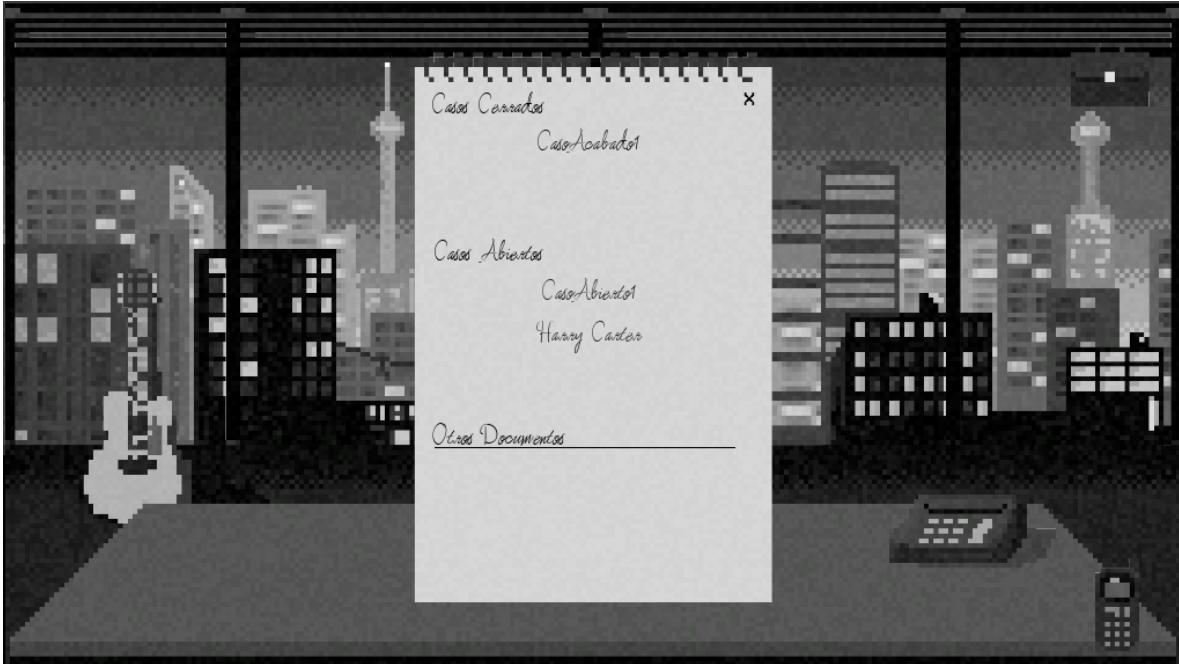 Casos Cerrados
CasoAcabado1
Casos Abiertos
CasoAbierto1
Harry Carter
Otros Documentos